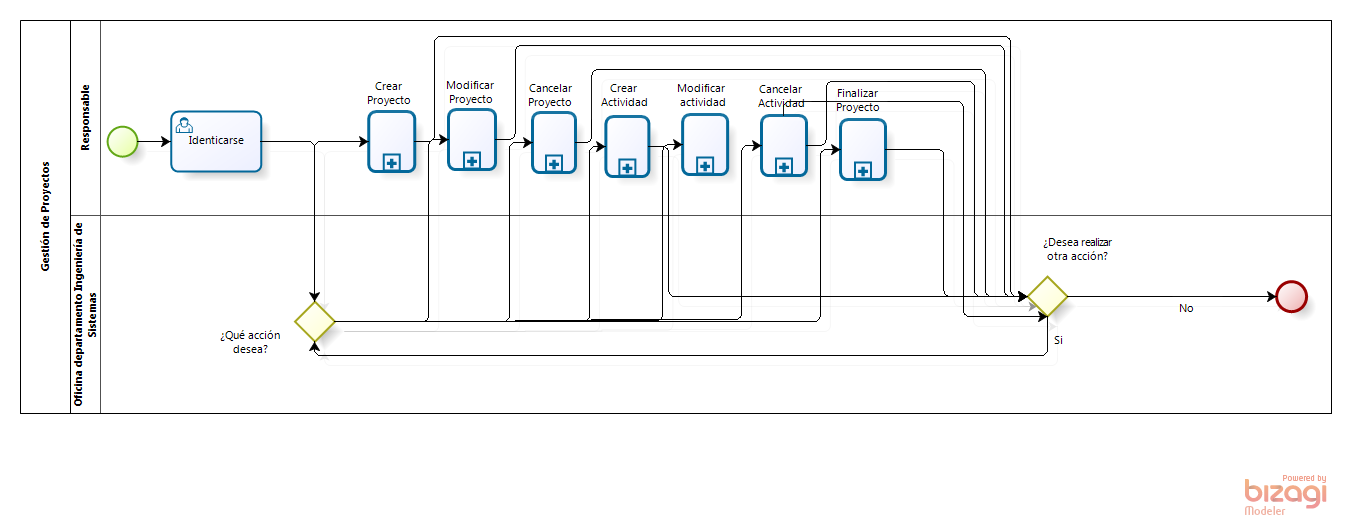 Gestión de Proyectos
Responsable
Identicarse
Crear
Proyecto
Modificar
Proyecto
Cancelar
Proyecto
Crear
Actividad
Modificar
actividad
Cancelar
Actividad
Finalizar
Proyecto
Oficina departamento Ingeniería de
Sistemas
¿Qué acción
desea?
¿Desea realizar
otra acción?
No
Si
Powered by
bizagi
Modeler